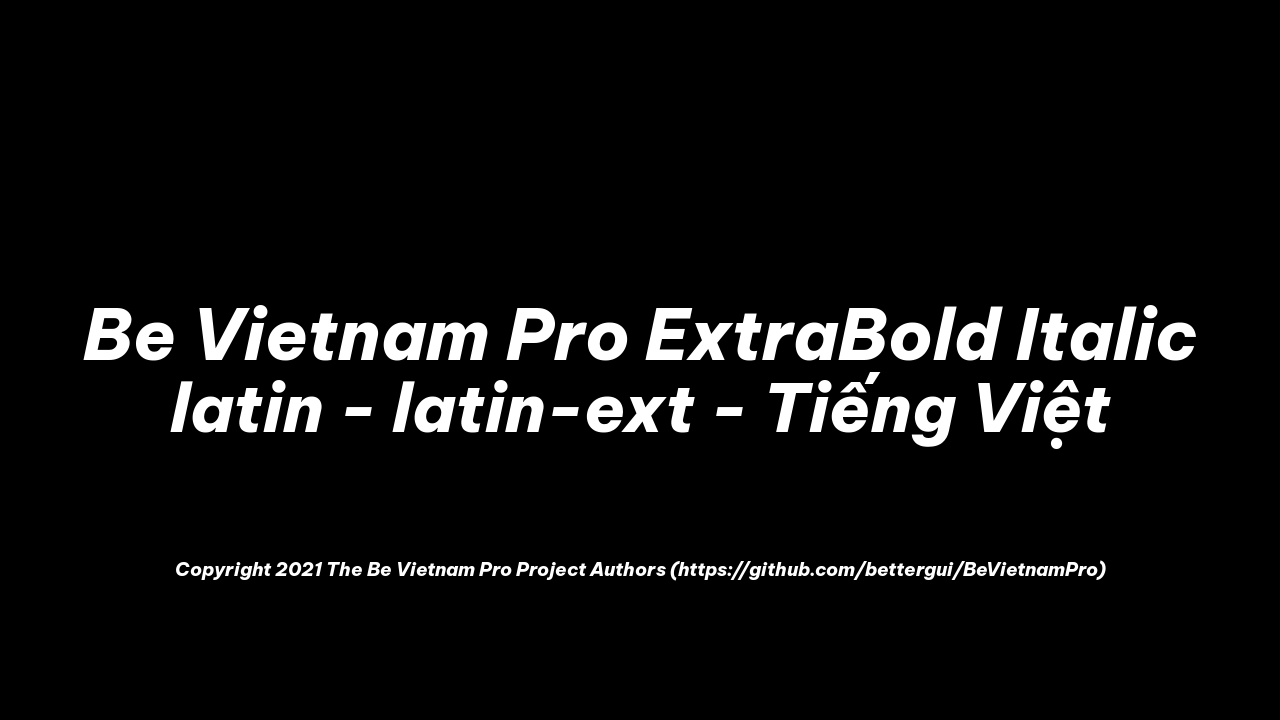 Be Vietnam Pro ExtraBold Italic
latin - latin-ext - Tiếng Việt
Copyright 2021 The Be Vietnam Pro Project Authors (https://github.com/bettergui/BeVietnamPro)